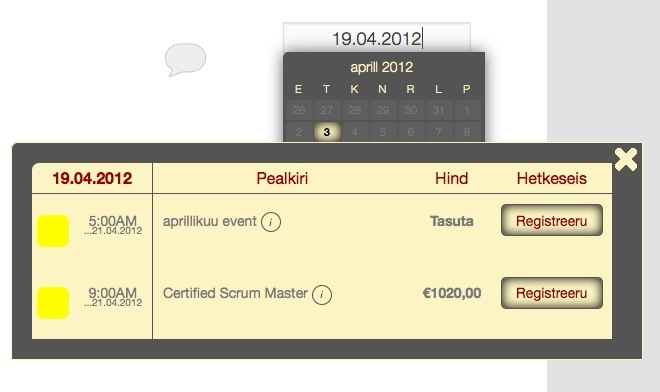 19.04.2012
aprill 2012
E T K N R L P
26 27 28 29 30 31 1
2 3 4 5 6 7 8
19.04.2012 Pealkiri Hind Hetkeseis
5:00AM aprillikuu event i Tasuta Registreeru
...21.04.2012
9:00AM Certified Scrum Master i €1020,00 Registreeru
...21.04.2012